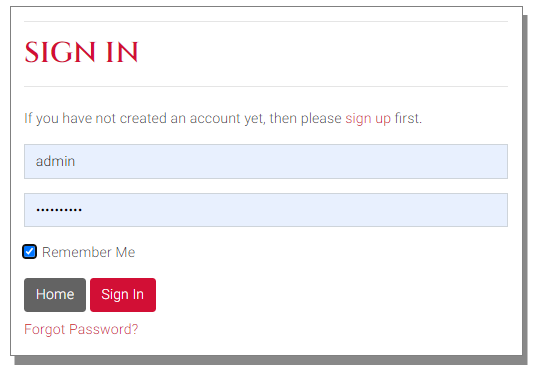 SIGN IN
If you have not created an account yet, then please sign up first.
admin
••••••••••
Remember Me
Home Sign In
Forgot Password?